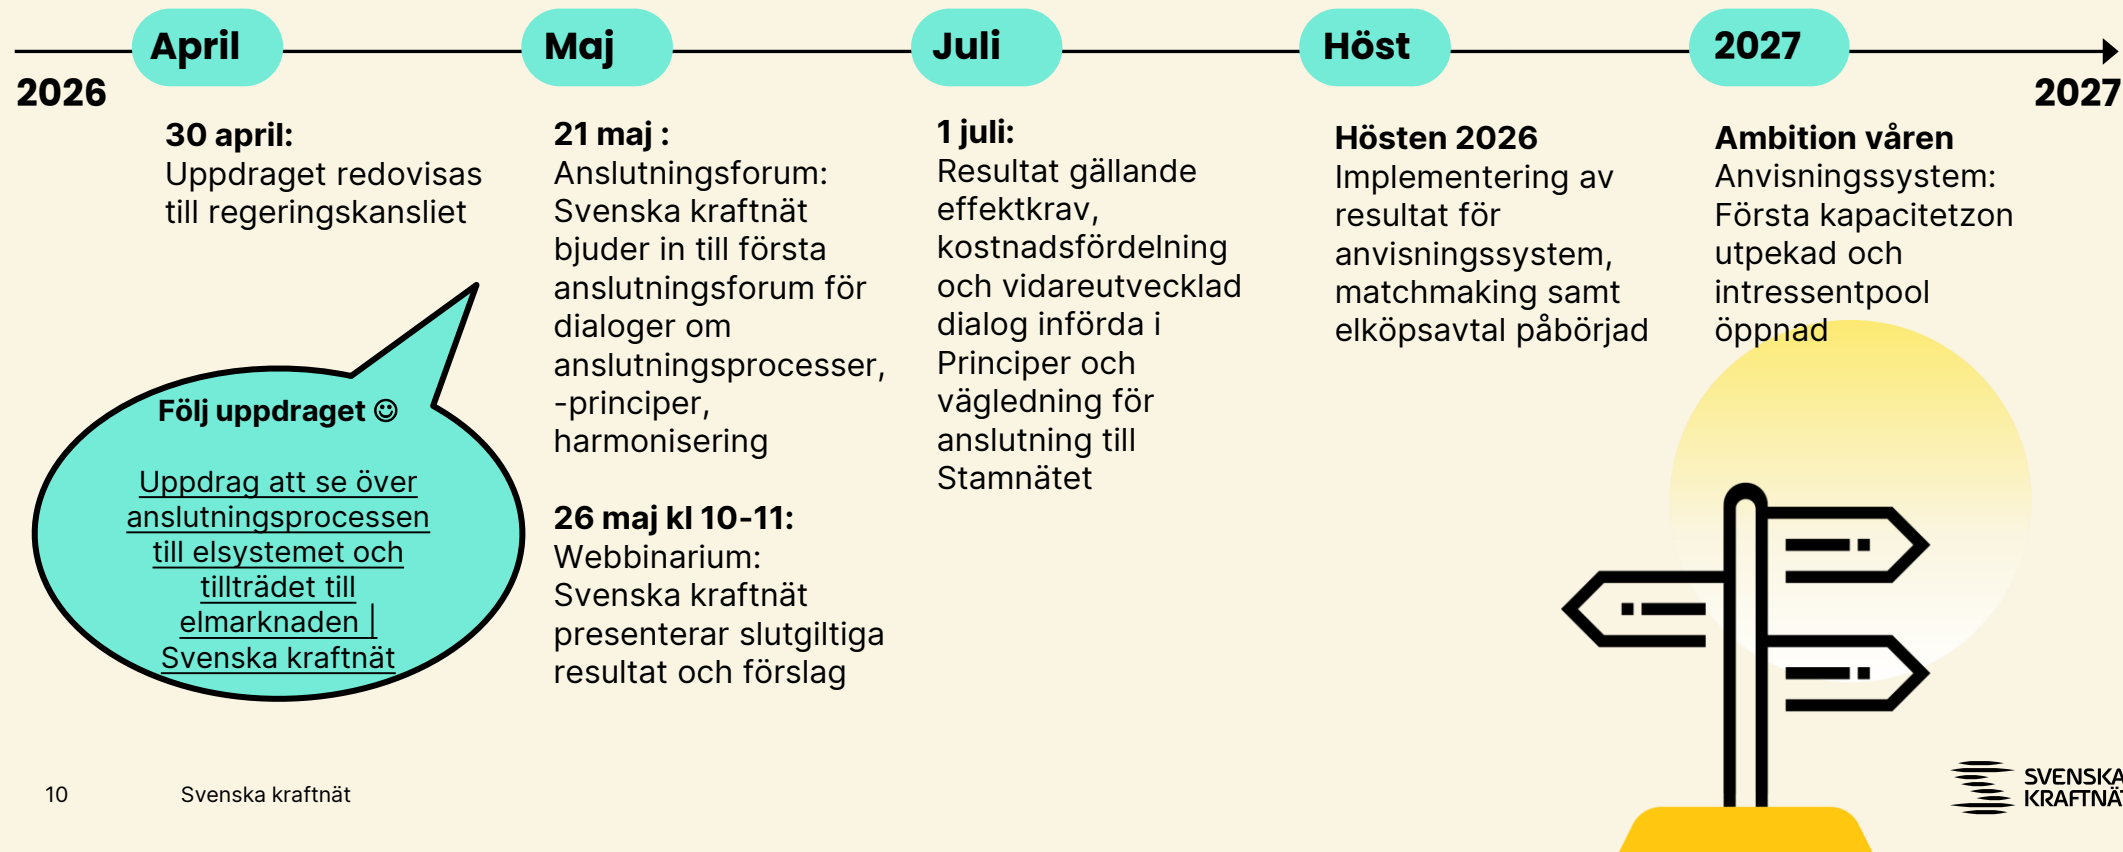 April
Maj
Juli
Höst
2027
2026
2027
30 april:
Uppdraget redovisas
till regeringskansliet
Följ uppdraget ☺
Uppdrag att se över
anslutningsprocessen
till elsystemet och
tillträdet till
elmarknaden |
Svenska kraftnät
21 maj :
Anslutningsforum:
Svenska kraftnät
bjuder in till första
anslutningsforum för
dialoger om
anslutningsprocesser,
-principer,
harmonisering
26 maj kl 10-11:
Webbinarium:
Svenska kraftnät
presenterar slutgiltiga
resultat och förslag
1 juli:
Resultat gällande
effektkrav,
kostnadsfördelning
och vidareutvecklad
dialog införda i
Principer och
vägledning för
anslutning till
Stamnätet
Hösten 2026
Implementering av
resultat för
anvisningssystem,
matchmaking samt
elköpsavtal påbörjad
Ambition våren
Anvisningssystem:
Första kapacitetzon
utpekad och
intressentpool
öppnad
10
Svenska kraftnät
SVENSKA
KRAFTNÄT